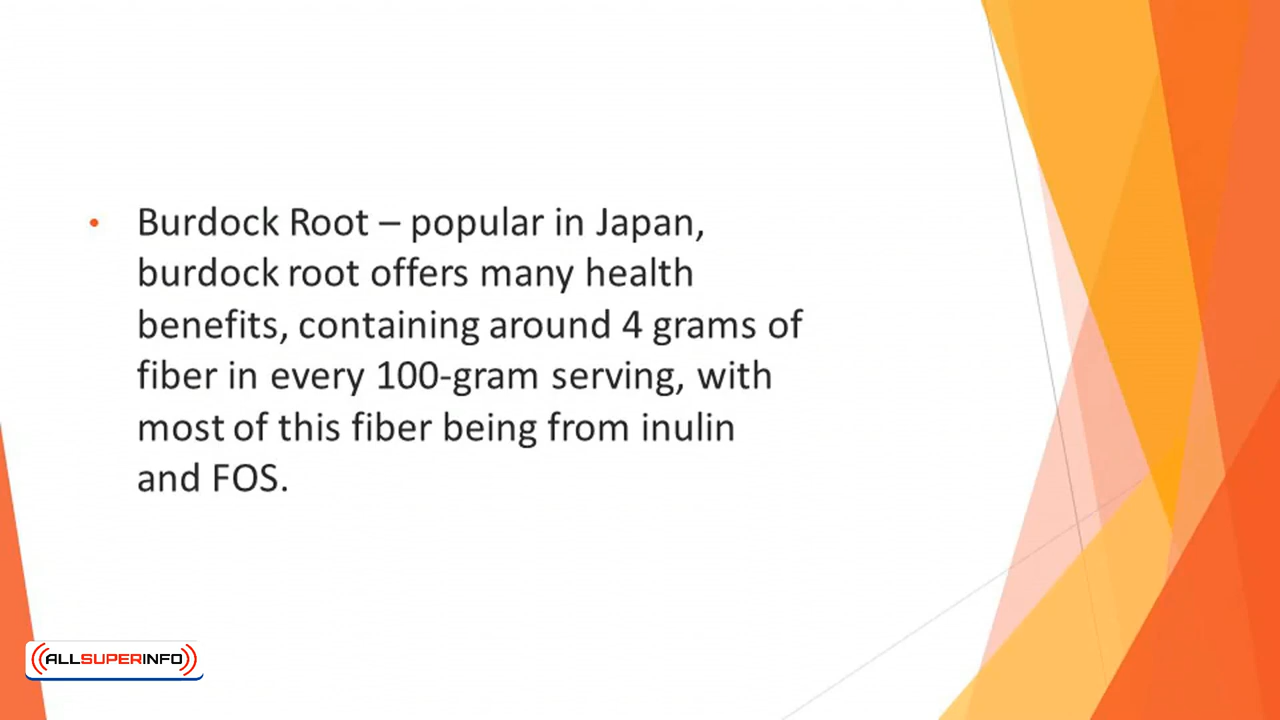 • Burdock Root – popular in Japan,
burdock root offers many health
benefits, containing around 4 grams of
fiber in every 100-gram serving, with
most of this fiber being from inulin
and FOS.
ALLSUPERINFO